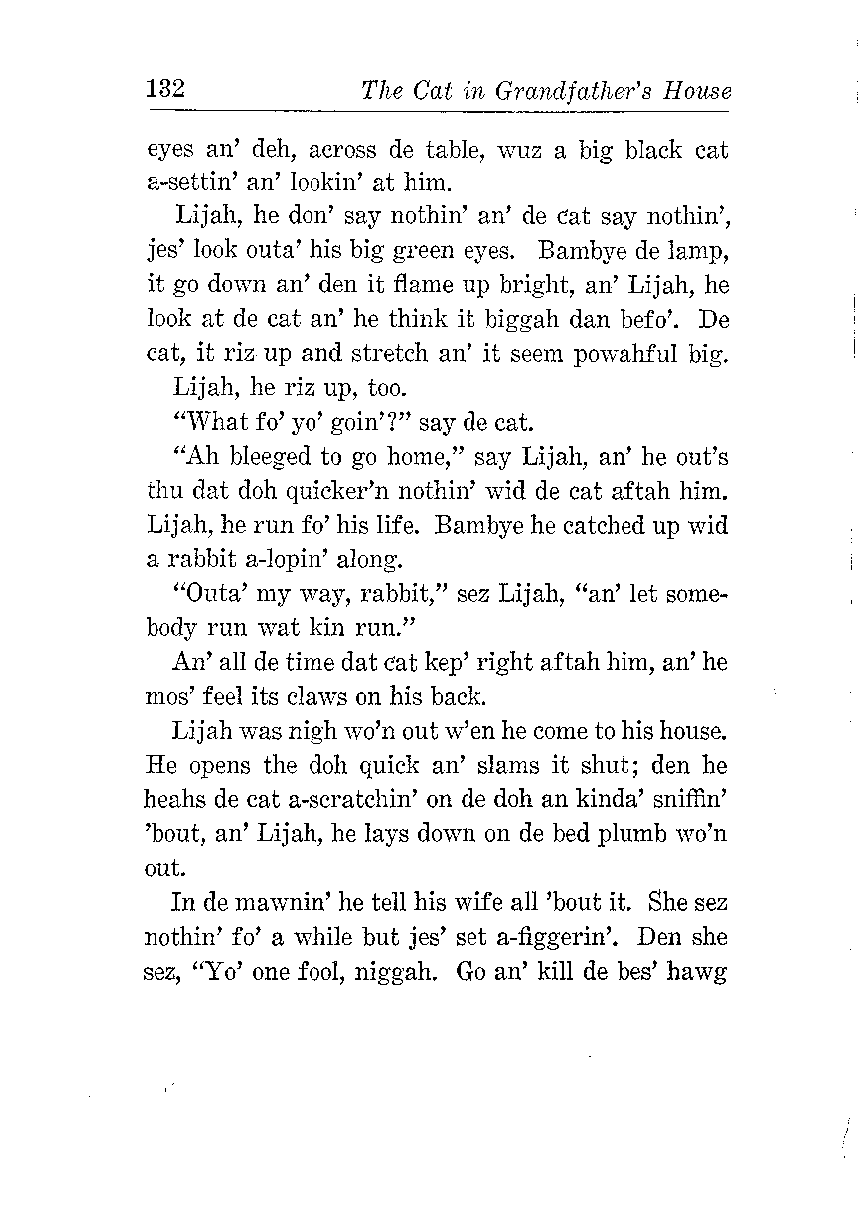 132 The Cat in Grandfather's House
eyes an' deh, across de table, wuz a big black cat
a-settin' an' lookin' at him.
Lijah, he don' say nothin' an' de cat say nothin',
jes' look outa' his big green eyes. Bambye de lamp,
it go down an' den it flame up bright, an' Lijah, he
look at de cat an' he think it biggah dan befo'. De
cat, it riz up and stretch an' it seem powahful big.
Lijah, he riz up, too.
"What fo' yo' goin'?" say de cat.
"Ah bleeged to go home," say Lijah, an' he out's
thu dat doh quicker'n nothin' wid de cat aftah him.
Lijah, he run fo' his life. Bambye he catched up wid
a rabbit a-lopin' along.
"Outa' my way, rabbit," sez Lijah, "an' let some-
body run wat kin run."
An' all de time dat cat kep' right aftah him, an' he
mos' feel its claws on his back.
Lijah was nigh wo'n out w'en he come to his house.
He opens the doh quick an' slams it shut; den he
heahs de cat a-scratchin' on de doh an kinda' sniffin'
'bout, an' Lijah, he lays down on de bed plumb wo'n
out.
In de mawnin' he tell his wife all 'bout it. She sez
nothin' fo' a while but jes' set a-figgerin'. Den she
sez, "Yo' one fool, niggah. Go an' kill de bes' hawg